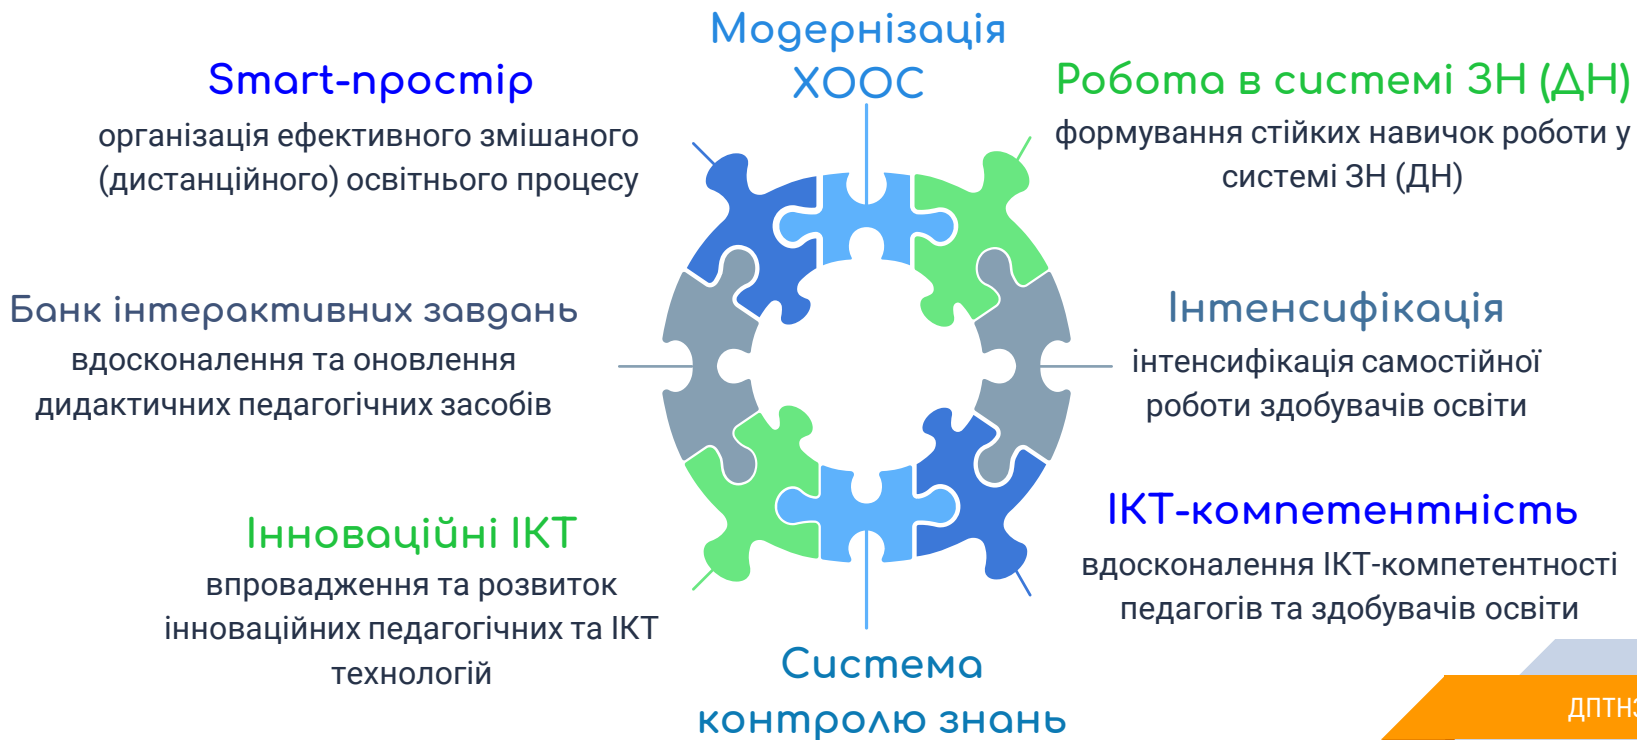 Модернізація
ХООС
Smart-простір
організація ефективного змішаного
(дистанційного) освітнього процесу
Робота в системі ЗН (ДН)
формування стійких навичок роботи у
системі ЗН (ДН)
Банк інтерактивних завдань
вдосконалення та оновлення
дидактичних педагогічних засобів
Інтенсифікація
інтенсифікація самостійної
роботи здобувачів освіти
Інноваційні ІКТ
впровадження та розвиток
інноваційних педагогічних та ІКТ
технологій
ІКТ-компетентність
вдосконалення ІКТ-компетентності
педагогів та здобувачів освіти
Система
контролю знань
ДПТНЗ